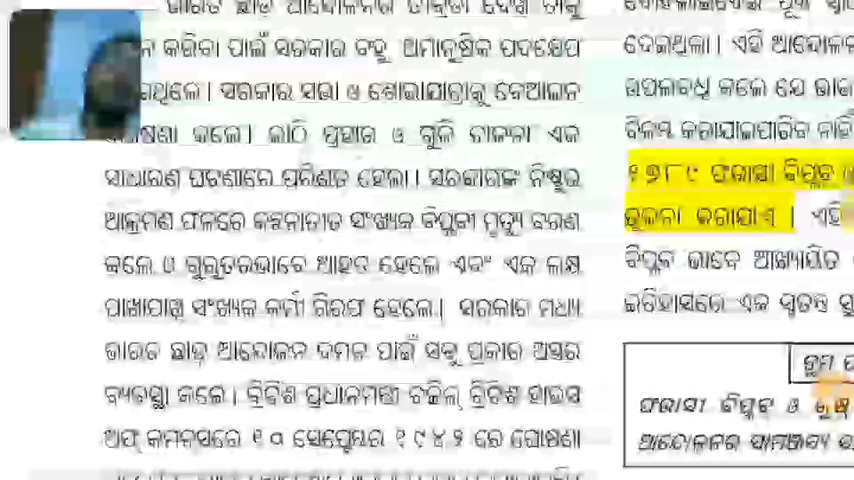 ଭାରତ ଛାଡ଼ ଆନ୍ଦୋଳନର ତୀବ୍ରତା ଦେଖି ତାକୁ
ନ କରିବା ପାଇଁ ସରକାର ବହୁ ଅମାନୁଷିକ ପଦକ୍ଷେପ
ଥିଲେ। ସରକାର ସଭା ଓ ଶୋଭାଯାତ୍ରାକୁ ବେଆଇନ
ଘୋଷଣା କଲେ। ଲାଠି ପ୍ରହାର ଓ ଗୁଳି ଚାଳନା ଏକ
ସାଧାରଣ ଘଟଣାରେ ପରିଣତ ହେଲା। ସରକାରଙ୍କ ନିଷ୍ଠୁର
ଆକ୍ରମଣ ଫଳରେ କଳ୍ପନାତୀତ ସଂଖ୍ୟକ ବିପ୍ଳବୀ ମୃତ୍ୟୁ ବରଣ
କଲେ ଓ ଗୁରୁତରଭାବେ ଆହତ ହେଲେ ଏବଂ ଏକ ଲକ୍ଷ
ପାଖାପାଖି ସଂଖ୍ୟକ କର୍ମୀ ଗିରଫ ହେଲେ। ସରକାର ମଧ୍ୟ
ଭାରତ ଛାଡ଼ ଆନ୍ଦୋଳନ ଦମନ ପାଇଁ ସବୁ ପ୍ରକାର ଅସ୍ତ୍ରର
ବ୍ୟବସ୍ଥା କଲେ। ବ୍ରିଟିଶ ପ୍ରଧାନମନ୍ତ୍ରୀ ଚର୍ଚ୍ଚିଲ୍ ବ୍ରିଟିଶ ହାଉସ
ଅଫ୍ କମନସରେ ୧୦ ସେପ୍ଟେମ୍ବର ୧୯୪୨ ରେ ଘୋଷଣା
ଦେଇଥିଲା। ଏହି ଆନ୍ଦୋଳନ
ଉପଲବ୍ଧି କଲେ ଯେ ଭାର
ବିଳମ୍ବ କରାଯାଇପାରିବ ନାହିଁ
୧୭୮୯ ଫରାସୀ ବିପ୍ଳବ ଓ
ତୁଳନା କରାଯାଏ। ଏହି
ବିପ୍ଳବ ଭାବେ ଆଖ୍ୟାୟିତ
ଇତିହାସରେ ଏକ ସ୍ୱତନ୍ତ୍ର ସ୍ଥ
ତୁମ
ଫରାସୀ ବିପ୍ଳବ ଓ
ଆନ୍ଦୋଳନର ସାମଞ୍ଜସ୍ୟ